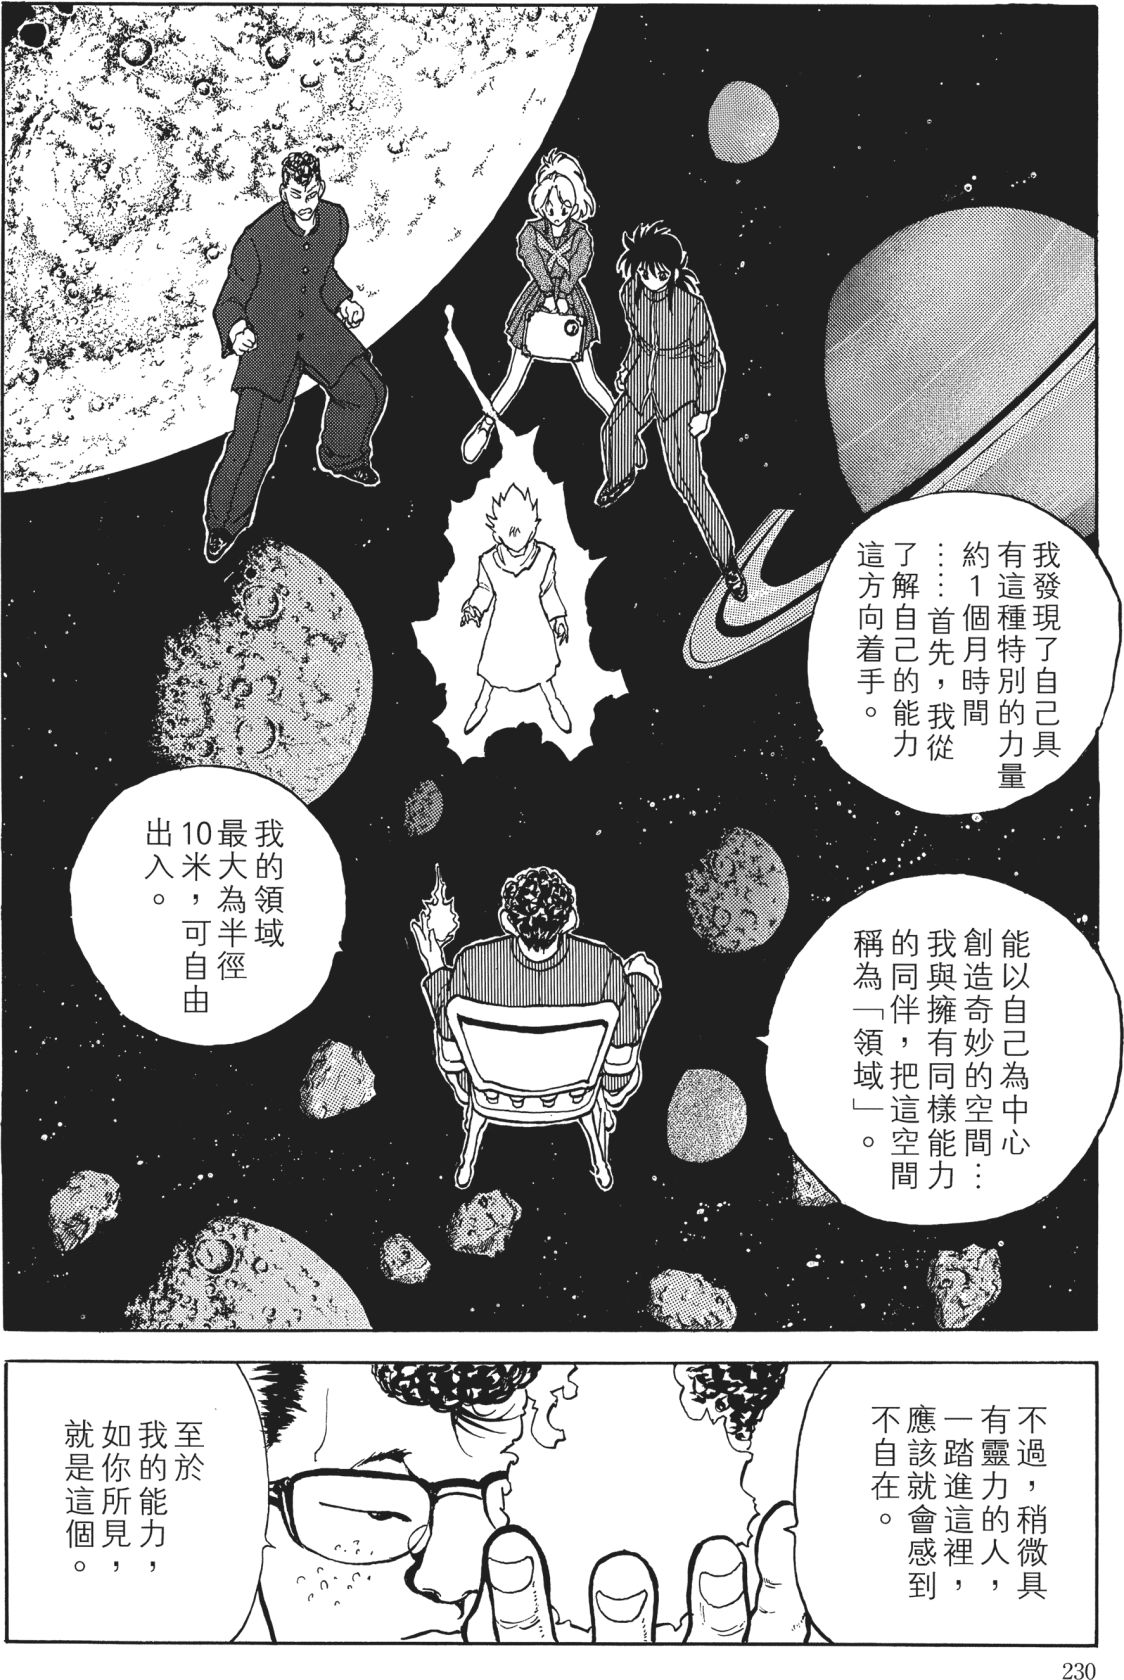 我發現了自己具
有這種特別的力量
約1個月時間
……首先，我從
了解自己的能力
這方向着手。
能以自己為中心
創造奇妙的空間…
我與擁有同樣能力
的同伴，把這空間
稱為「領域」。
我的領域
最大為半徑
10米，可自由
出入。
不過，稍微具
有靈力的人，
一踏進這裡，
應該就會感到
不自在。
至於
我的能力，
如你所見，
就是這個。
230